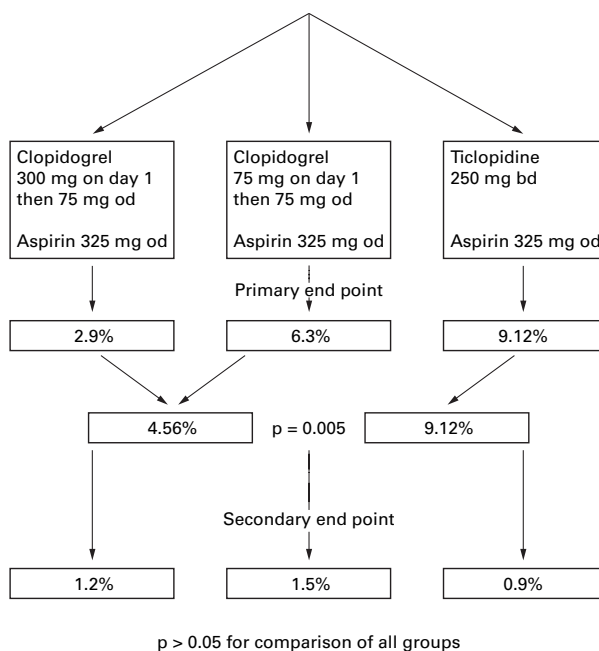 Clopidogrel
300 mg on day 1
then 75 mg od
Aspirin 325 mg od
Clopidogrel
75 mg on day 1
then 75 mg od
Aspirin 325 mg od
Ticlopidine
250 mg bd
Aspirin 325 mg od
Primary end point
2.9%
6.3%
9.12%
4.56%
p = 0.005
9.12%
Secondary end point
1.2%
1.5%
0.9%
p > 0.05 for comparison of all groups